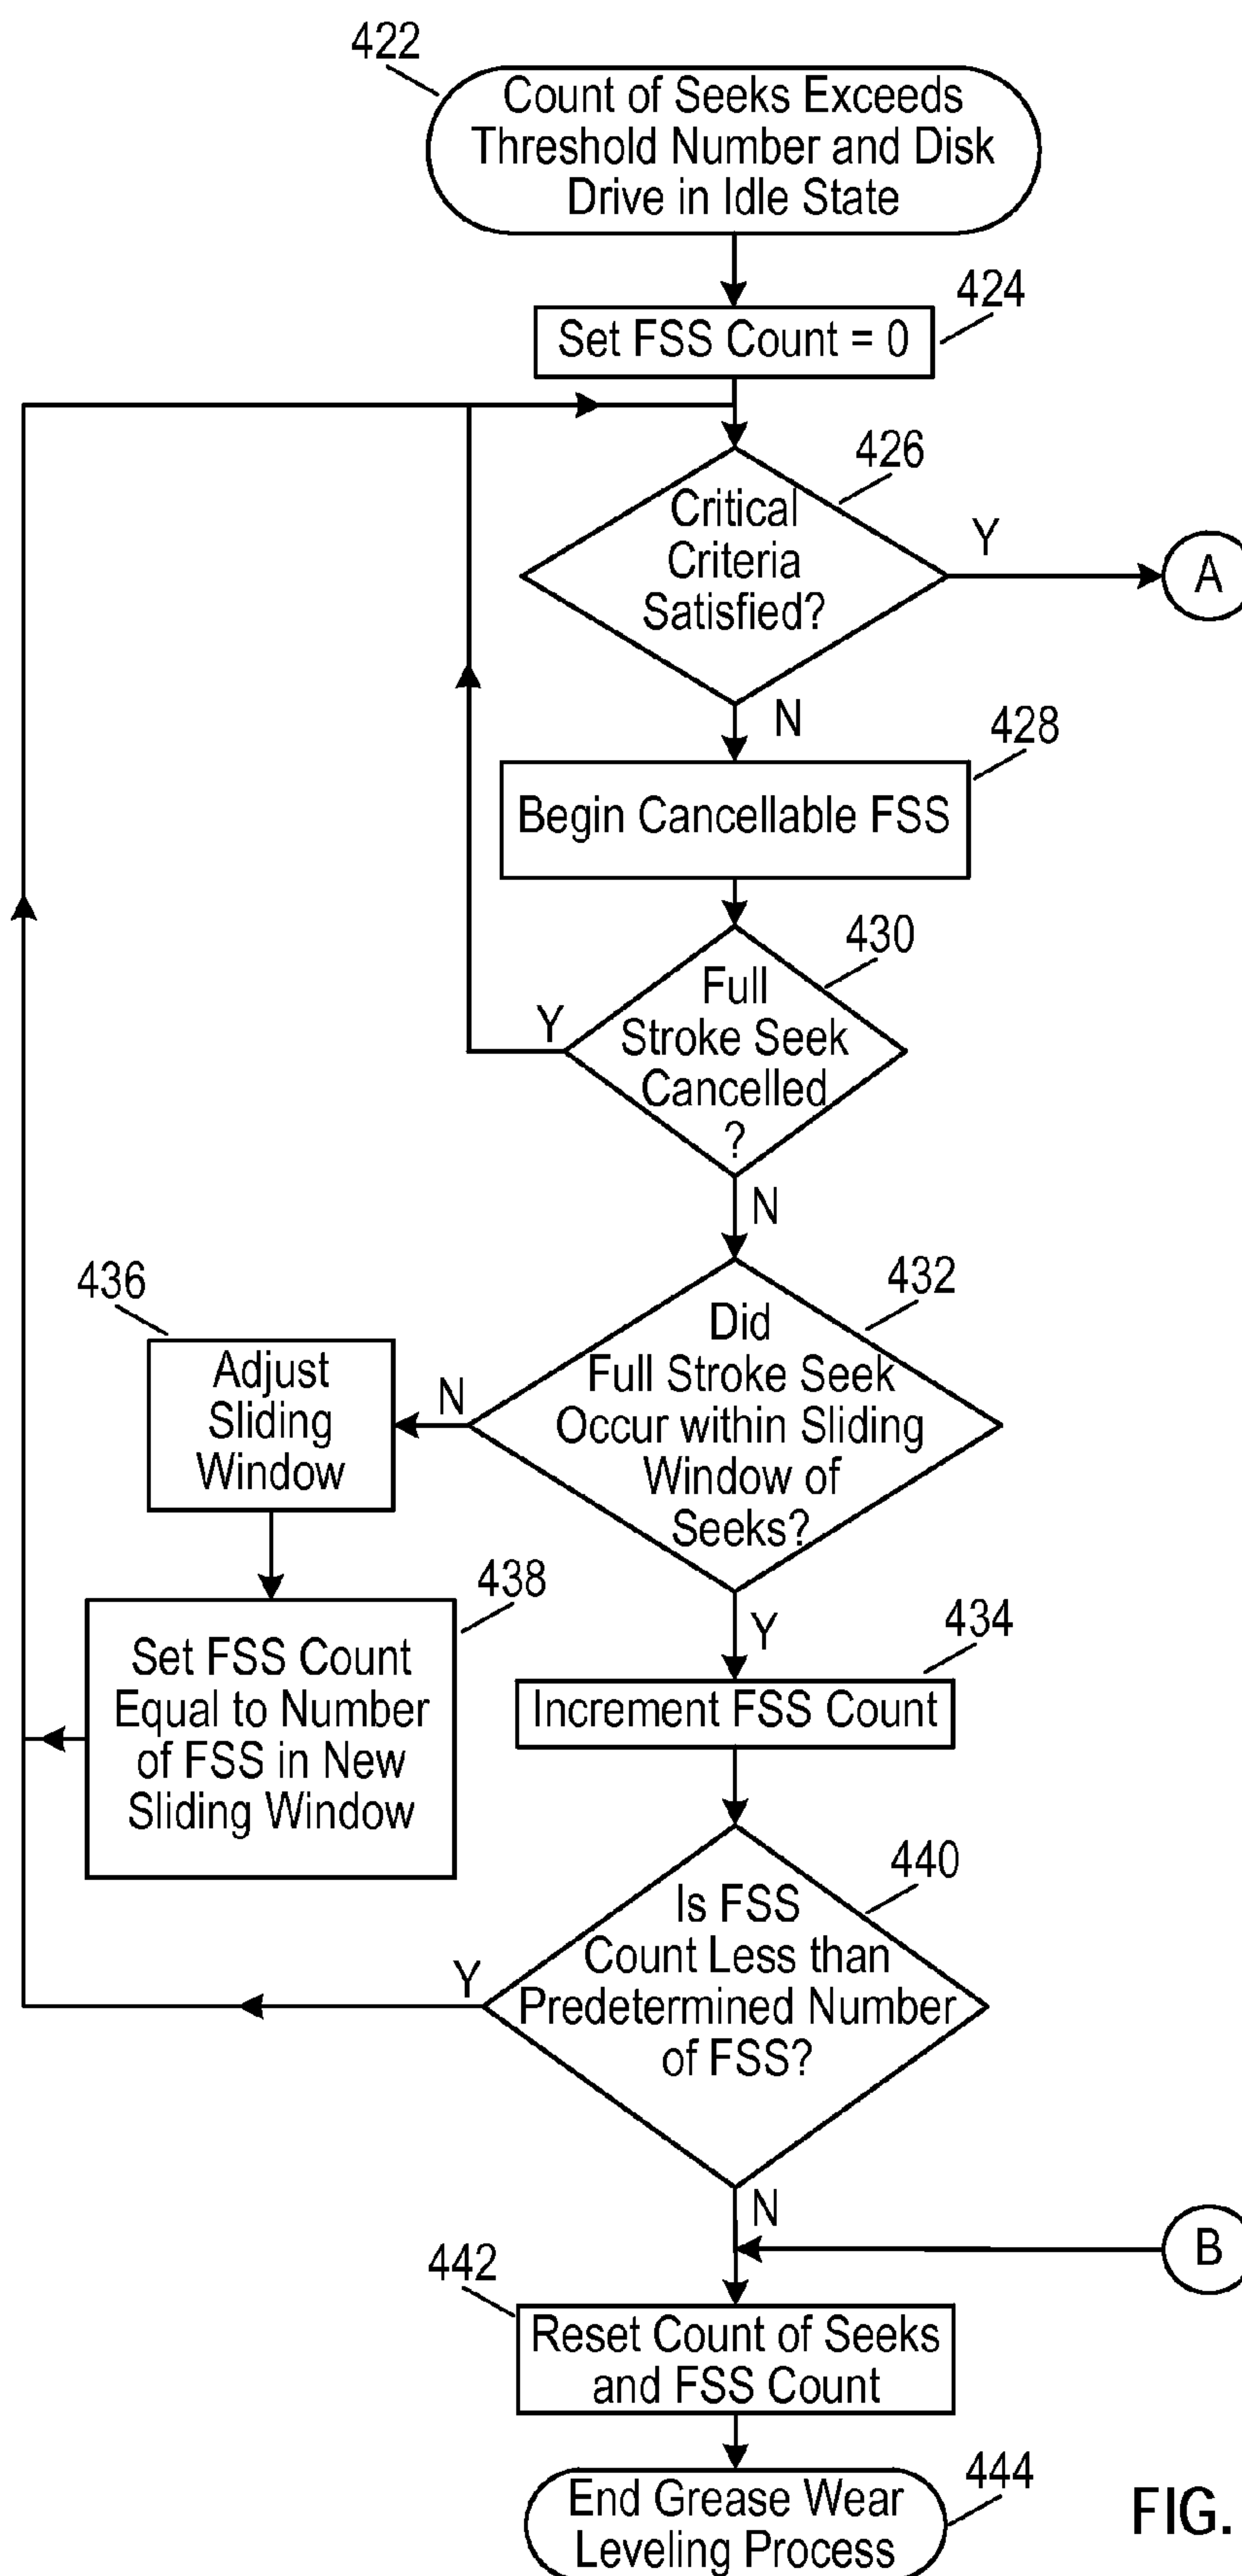 422
Count of Seeks Exceeds
Threshold Number and Disk
Drive in Idle State
424
Set FSS Count = 0
426
Critical
Criteria
Satisfied?
Y
A
N
428
Begin Cancellable FSS
430
Full
Stroke Seek
Cancelled
?
Y
N
432
Did
Full Stroke Seek
Occur within Sliding
Window of
Seeks?
N
436
Adjust
Sliding
Window
438
Set FSS Count
Equal to Number
of FSS in New
Sliding Window
Y
434
Increment FSS Count
440
Is FSS
Count Less than
Predetermined Number
of FSS?
Y
N
B
442
Reset Count of Seeks
and FSS Count
444
End Grease Wear
Leveling Process
FIG.